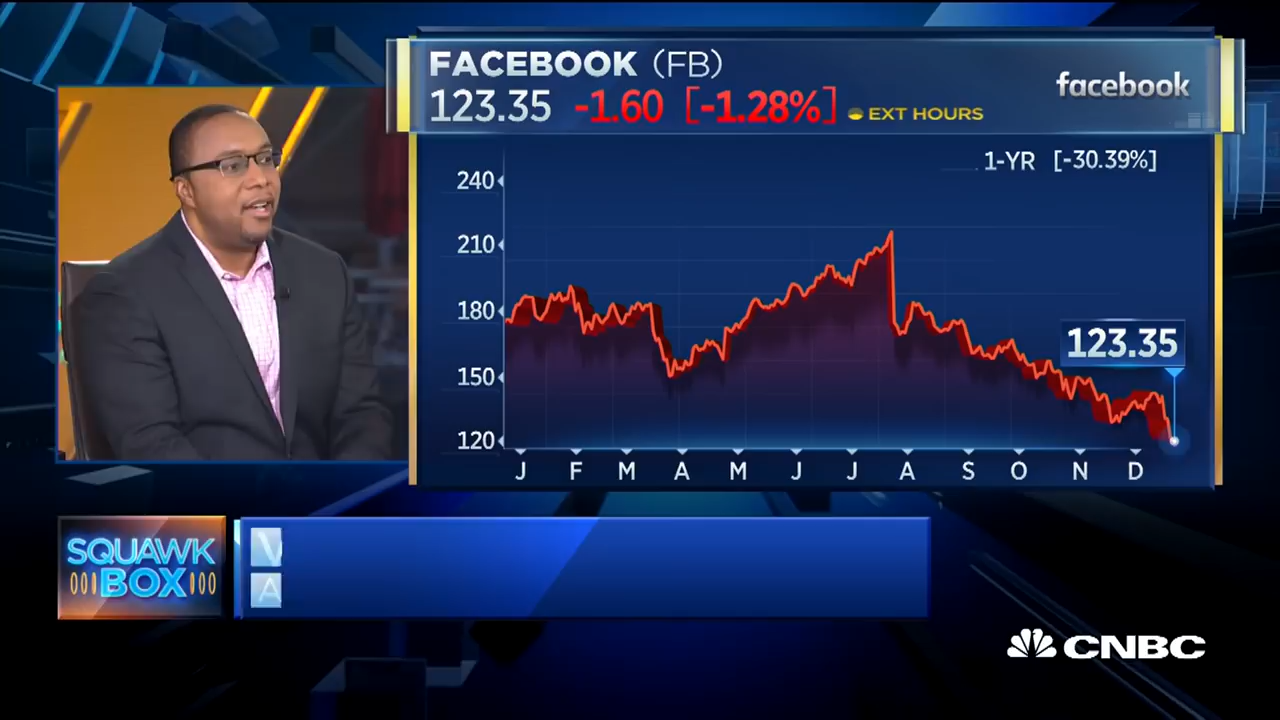 FACEBOOK (FB)
123.35 -1.60 [-1.28%] EXT HOURS
facebook
1-YR [-30.39%]
240
210
180
150
120
123.35
J F M A M J J A S O N D
SQUAWK
BOX
V
A
CNBC